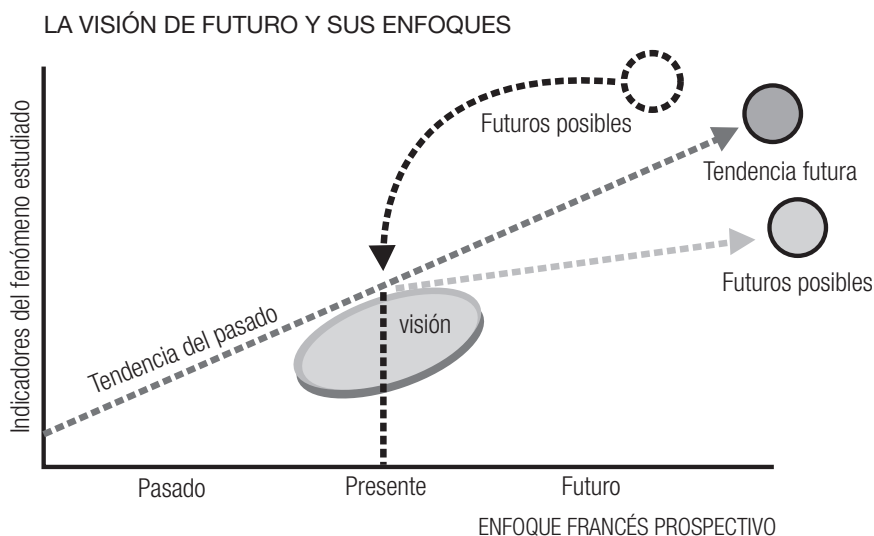 LA VISIÓN DE FUTURO Y SUS ENFOQUES
Indicadores del fenómeno estudiado
Futuros posibles
Tendencia futura
Futuros posibles
Tendencia del pasado
visión
Pasado
Presente
Futuro
ENFOQUE FRANCÉS PROSPECTIVO